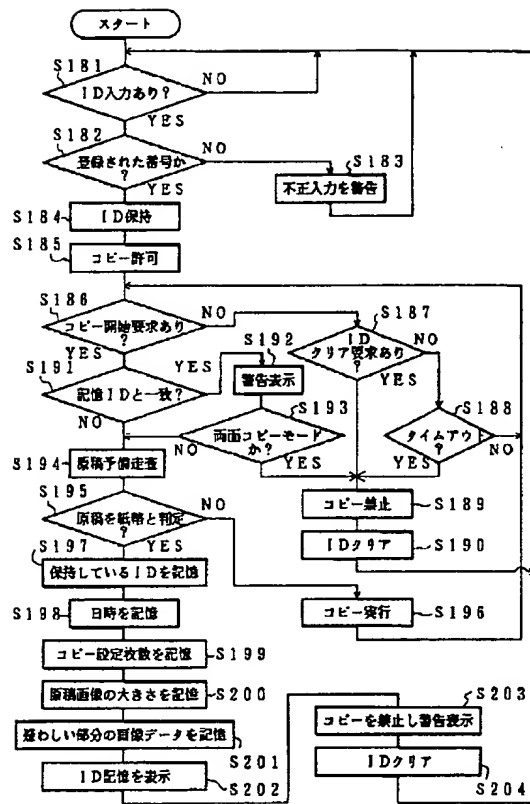 スタート
S181
ID入力あり?
NO
YES
S182
登録された番号か
?
NO
YES
S183
不正入力を警告
S184
ID保持
S185
コピー許可
S186
コピー開始要求あり
?
NO
YES
S187
ID
クリア要求あり
?
NO
YES
S191
記憶IDと一致?
YES
NO
S192
警告表示
S193
両面コピーモード
か?
NO
YES
S188
タイムアウト
?
NO
YES
S194
原稿予備走査
S189
コピー禁止
S195
原稿を紙幣と判定
?
NO
YES
IDクリア
S190
S197
保持しているIDを記憶
コピー実行
S196
S198
日時を記憶
コピー設定枚数を記憶
S199
原稿画像の大きさを記憶
S200
疑わしい部分の画像データを記憶
S201
ID記憶を表示
S202
S203
コピーを禁止し警告表示
IDクリア
S204